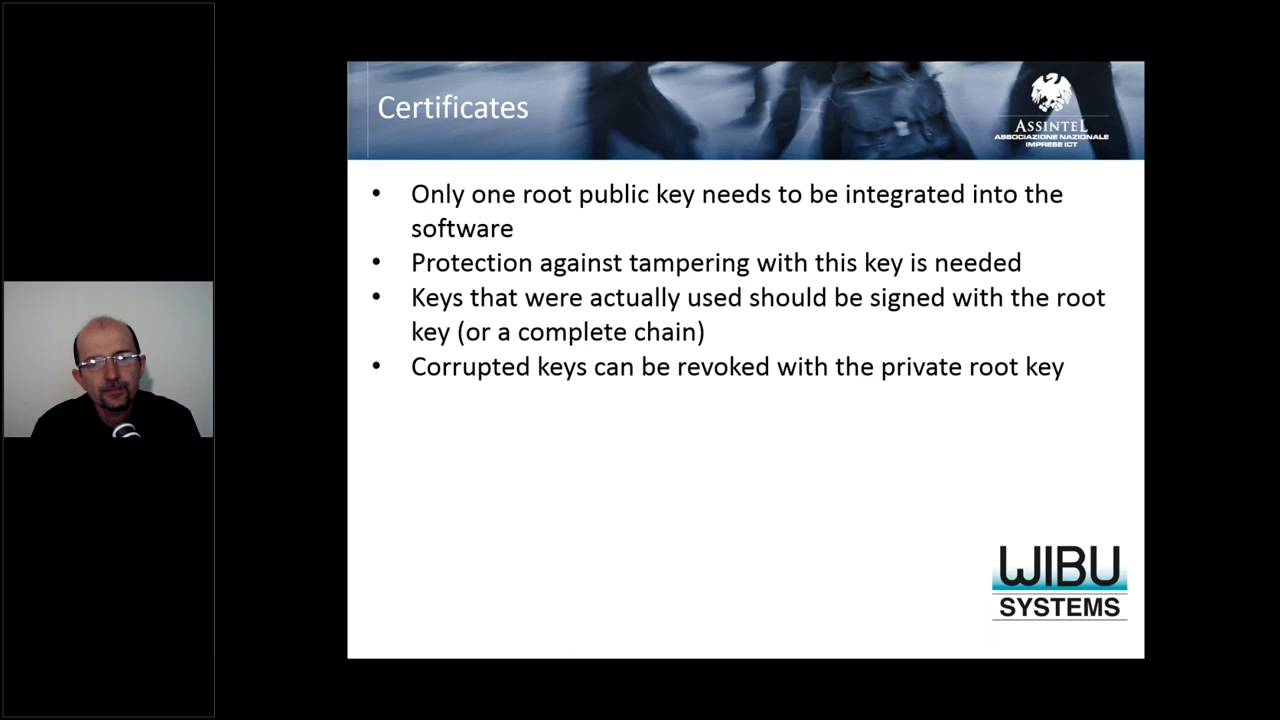 Certificates
ASSINTEL
ASSOCIAZIONE NAZIONALE
IMPRESE ICT
• Only one root public key needs to be integrated into the
software
• Protection against tampering with this key is needed
• Keys that were actually used should be signed with the root
key (or a complete chain)
• Corrupted keys can be revoked with the private root key
WIBU
SYSTEMS